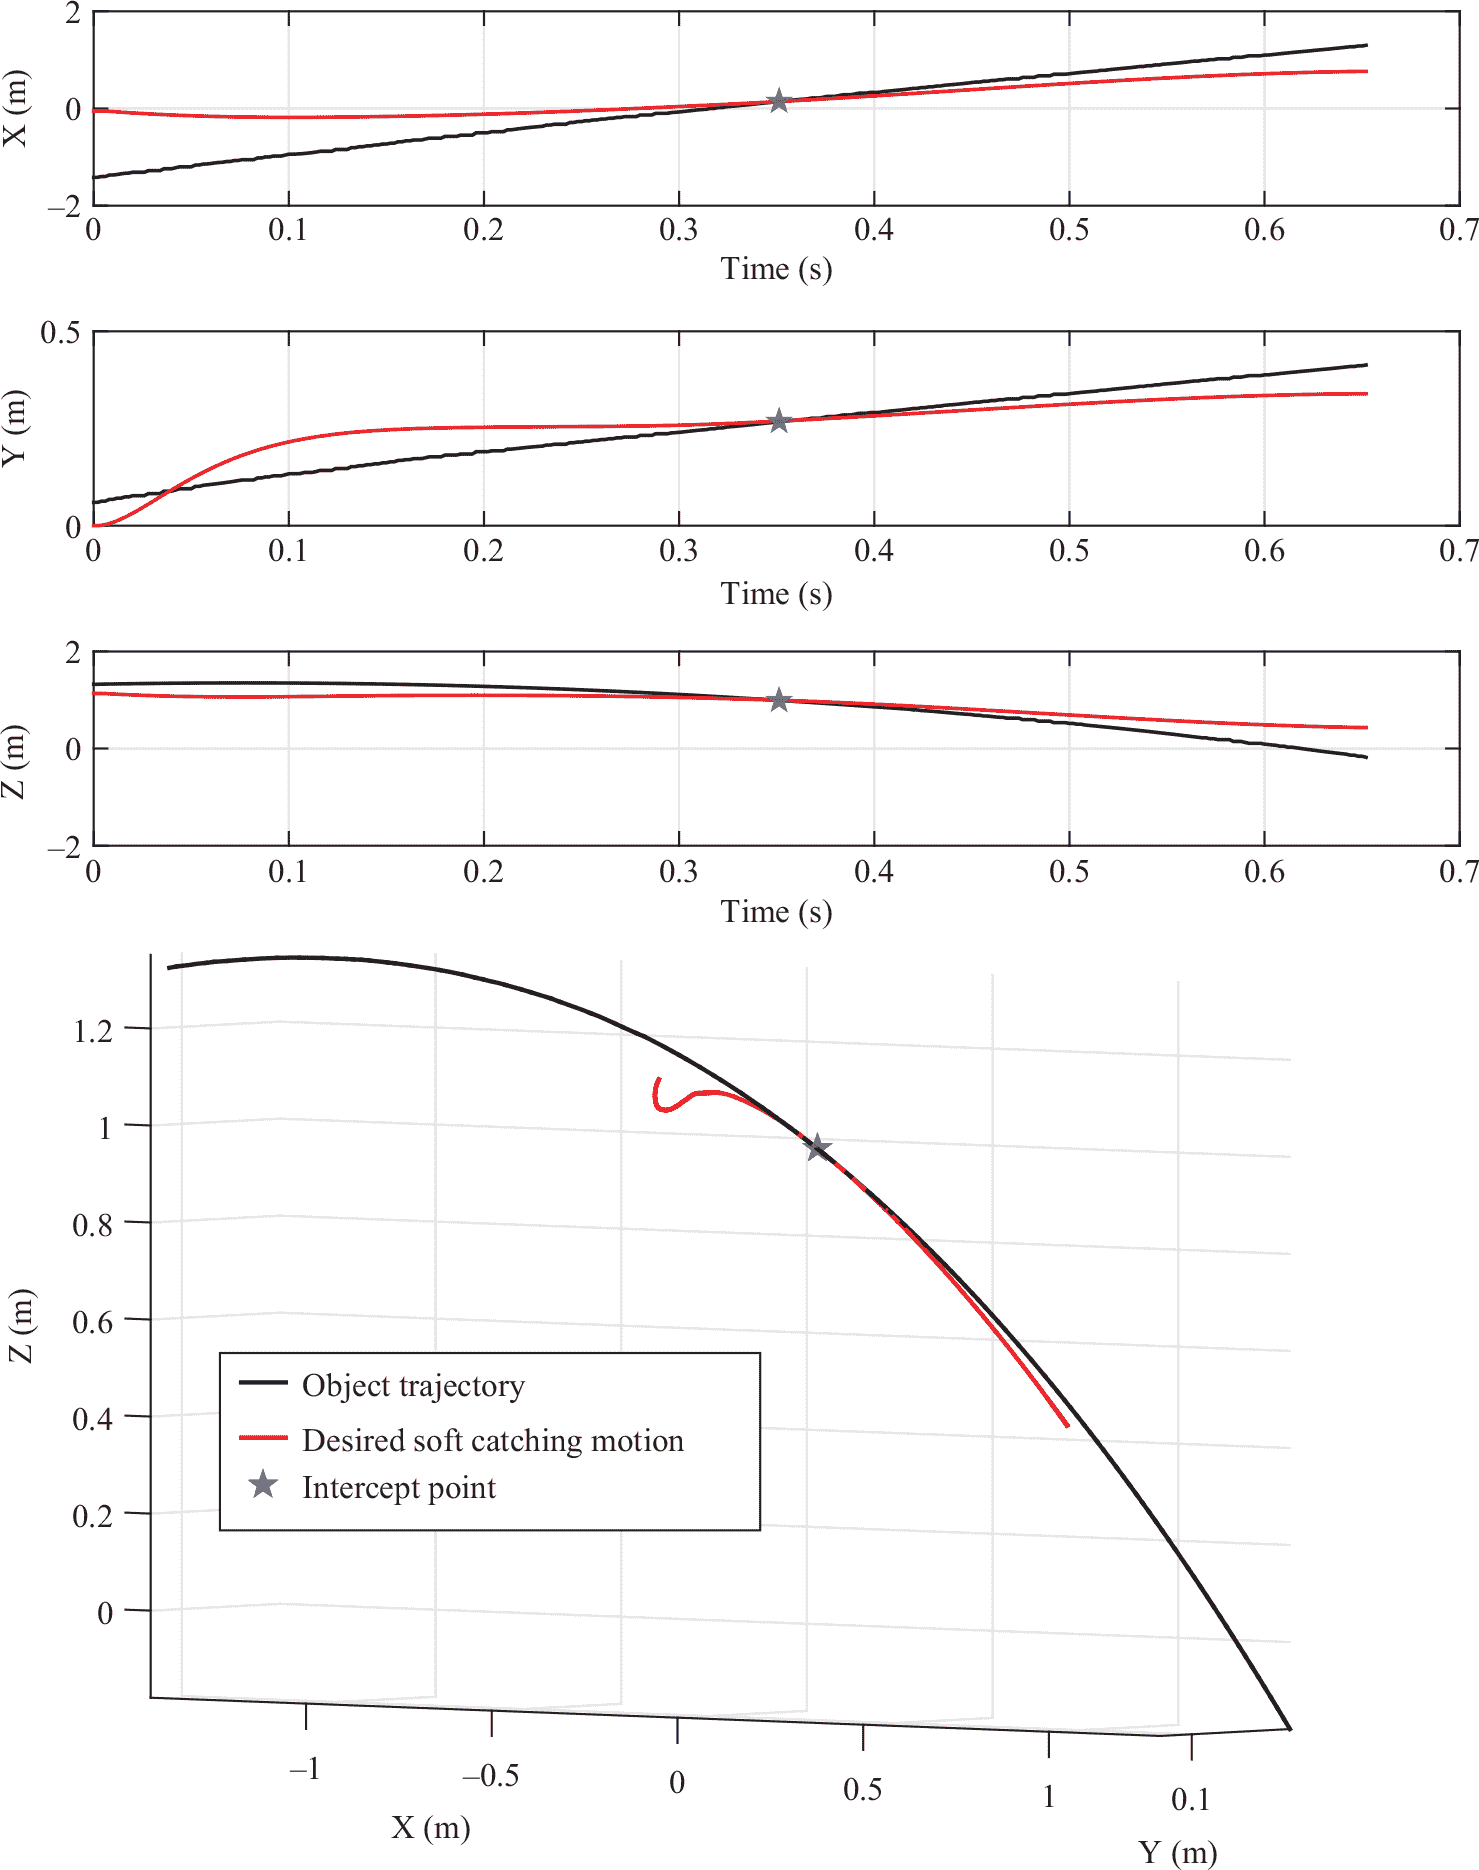 2
0
–2
X (m)
0 0.1 0.2 0.3 0.4 0.5 0.6 0.7
Time (s)
0.5
0
Y (m)
0 0.1 0.2 0.3 0.4 0.5 0.6 0.7
Time (s)
2
0
–2
Z (m)
0 0.1 0.2 0.3 0.4 0.5 0.6 0.7
Time (s)
1.2
1
0.8
0.6
0.4
0.2
0
Z (m)
Object trajectory
Desired soft catching motion
Intercept point
–1 –0.5 0 0.5 1 0.1
X (m)
Y (m)